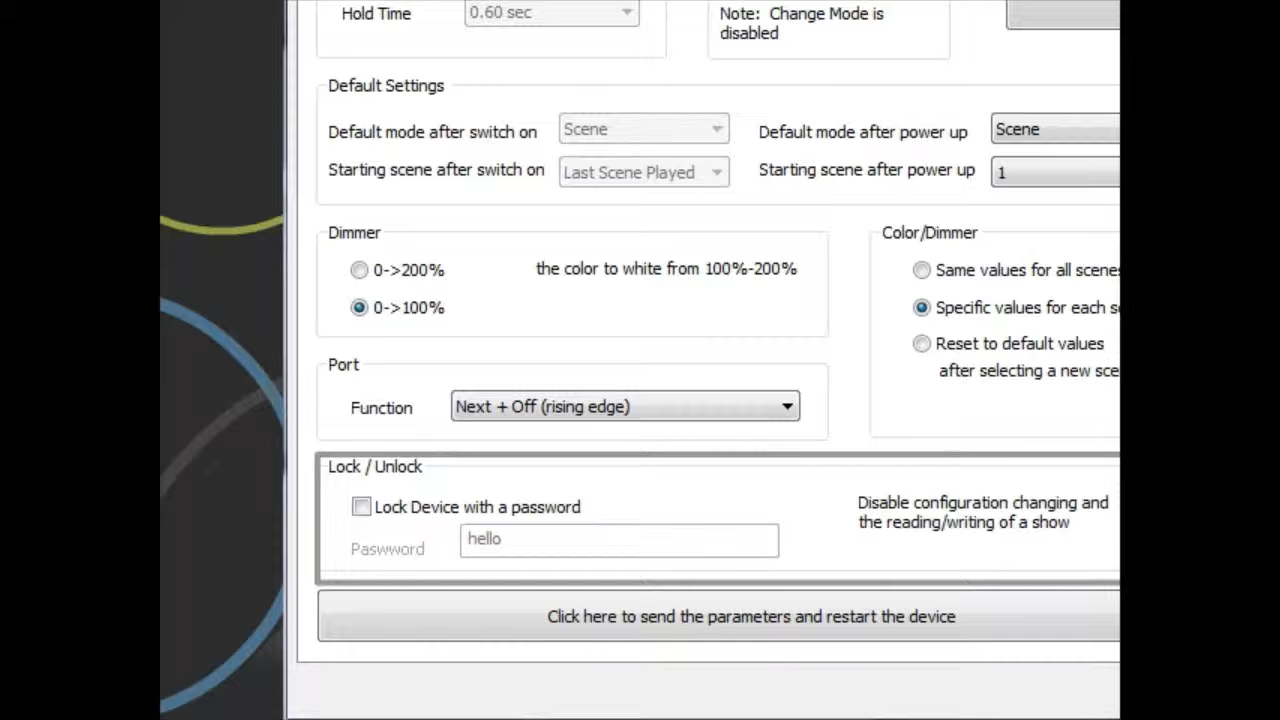 Hold Time
0.60 sec
Note: Change Mode is
disabled
Default Settings
Default mode after switch on
Scene
Default mode after power up
Scene
Starting scene after switch on
Last Scene Played
Starting scene after power up
1
Dimmer
0->200%
the color to white from 100%-200%
0->100%
Color/Dimmer
Same values for all scenes
Specific values for each
Reset to default values
after selecting a new
Port
Function
Next + Off (rising edge)
Lock / Unlock
Lock Device with a password
Paswword
hello
Disable configuration changing and
the reading/writing of a show
Click here to send the parameters and restart the device